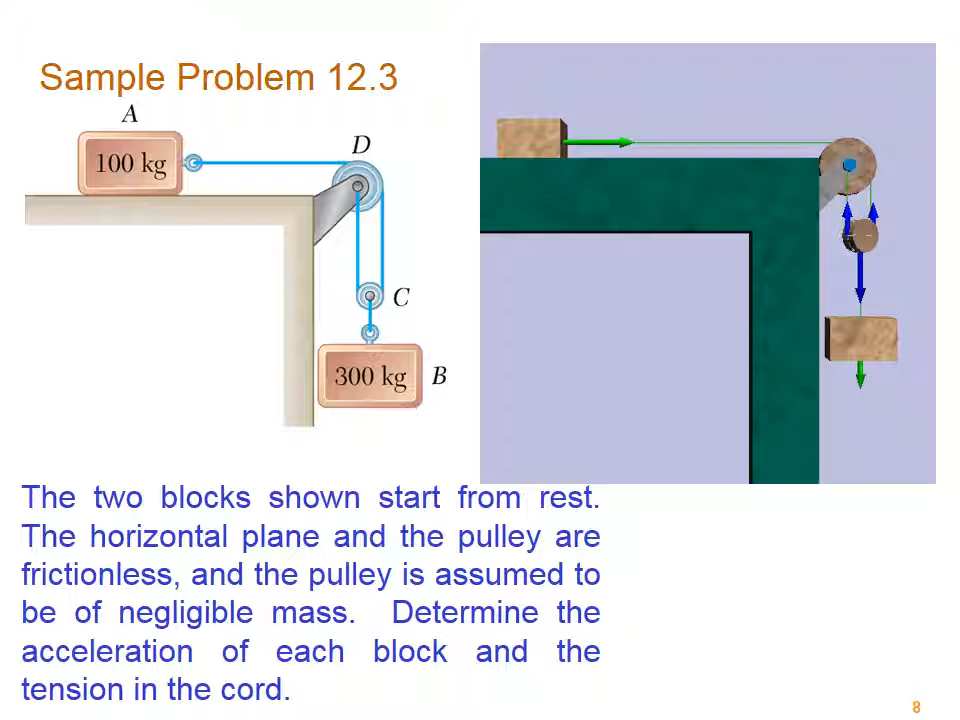 Sample Problem 12.3
A
D
100 kg
C
300 kg
B
The two blocks shown start from rest.
The horizontal plane and the pulley are
frictionless, and the pulley is assumed to
be of negligible mass. Determine the
acceleration of each block and the
tension in the cord.
8